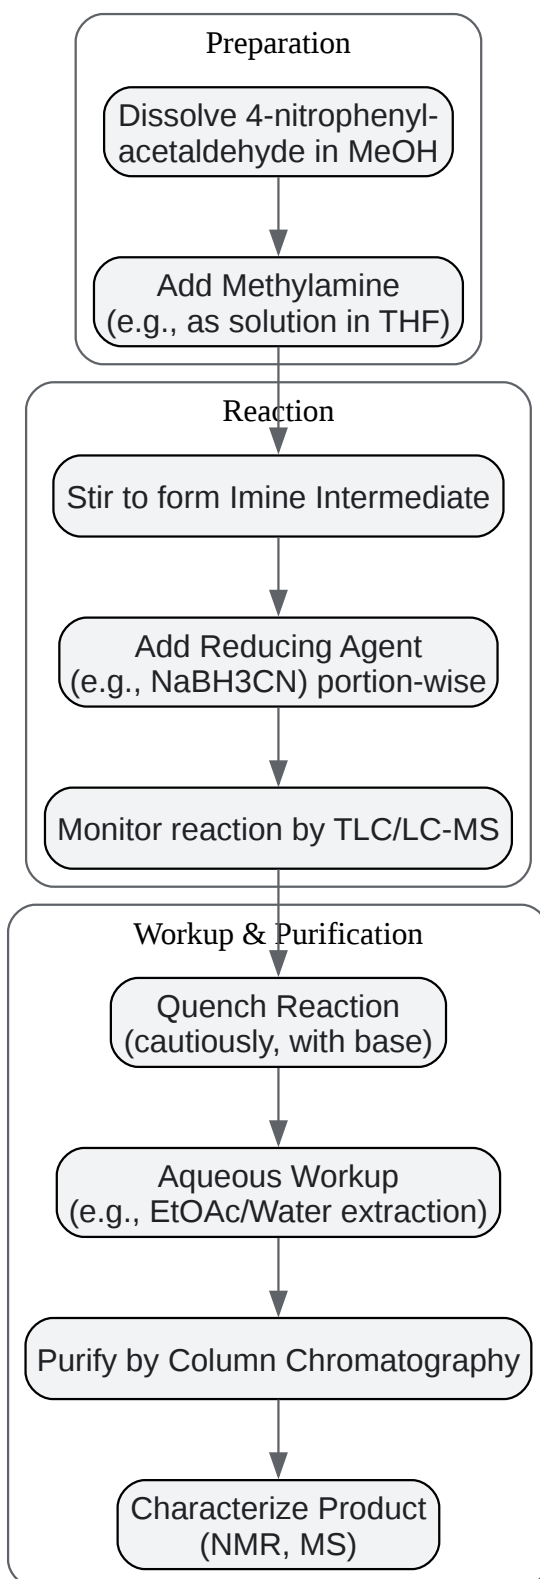 Preparation
Dissolve 4-nitrophenyl-
acetaldehyde in MeOH
Add Methylamine
(e.g., as solution in THF)
Reaction
Stir to form Imine Intermediate
Add Reducing Agent
(e.g., NaBH3CN) portion-wise
Monitor reaction by TLC/LC-MS
Workup & Purification
Quench Reaction
(cautiously, with base)
Aqueous Workup
(e.g., EtOAc/Water extraction)
Purify by Column Chromatography
Characterize Product
(NMR, MS)